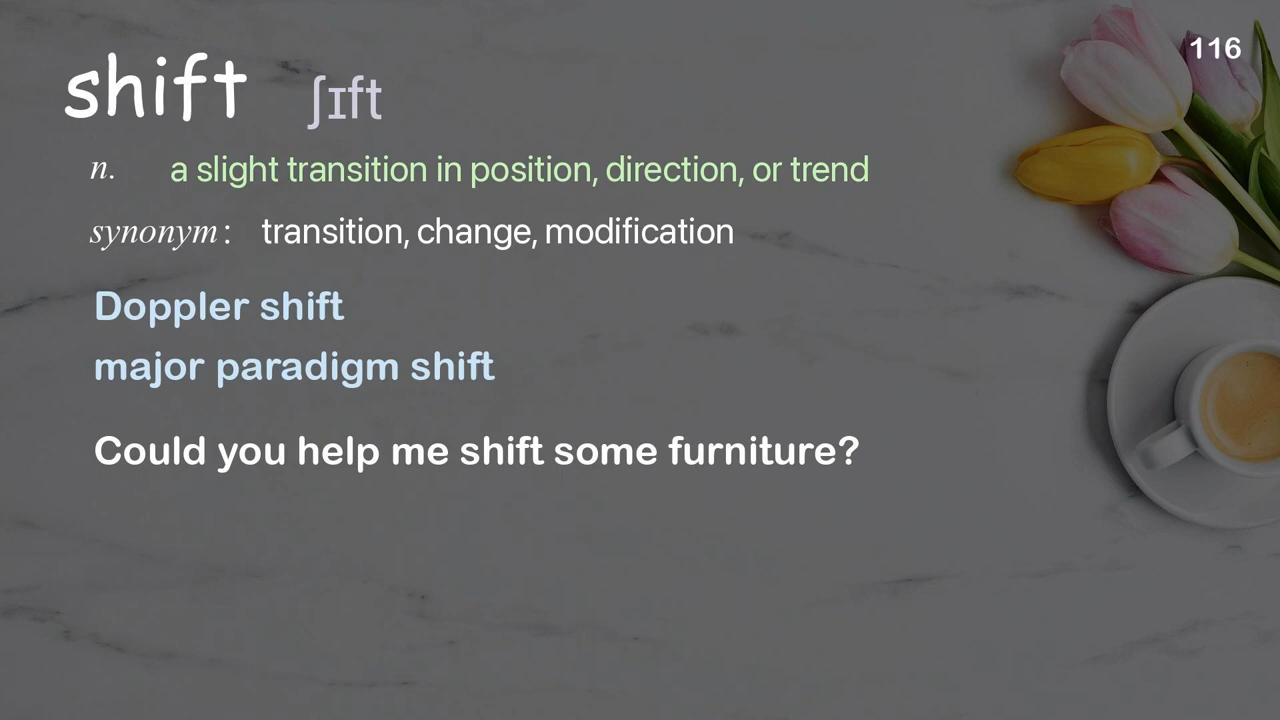 116
shift ʃɪft
n. a slight transition in position, direction, or trend
synonym: transition, change, modification
Doppler shift
major paradigm shift
Could you help me shift some furniture?